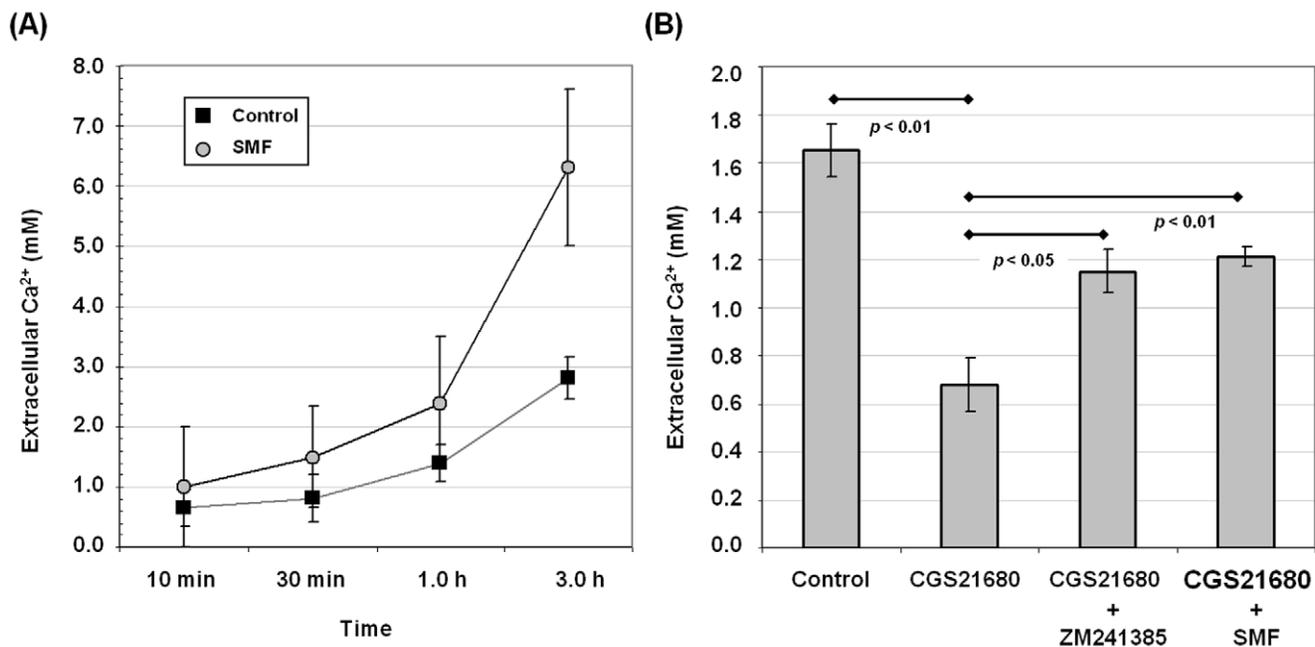 (A)
Extracellular Ca²⁺ (mM)
8.0
7.0
6.0
5.0
4.0
3.0
2.0
1.0
0.0
Control
SMF
10 min 30 min 1.0 h 3.0 h
Time
(B)
Extracellular Ca²⁺ (mM)
2.0
1.8
1.6
1.4
1.2
1.0
0.8
0.6
0.4
0.2
0.0
p < 0.01
p < 0.01
p < 0.05
Control
CGS21680
CGS21680
+
ZM241385
CGS21680
+
SMF